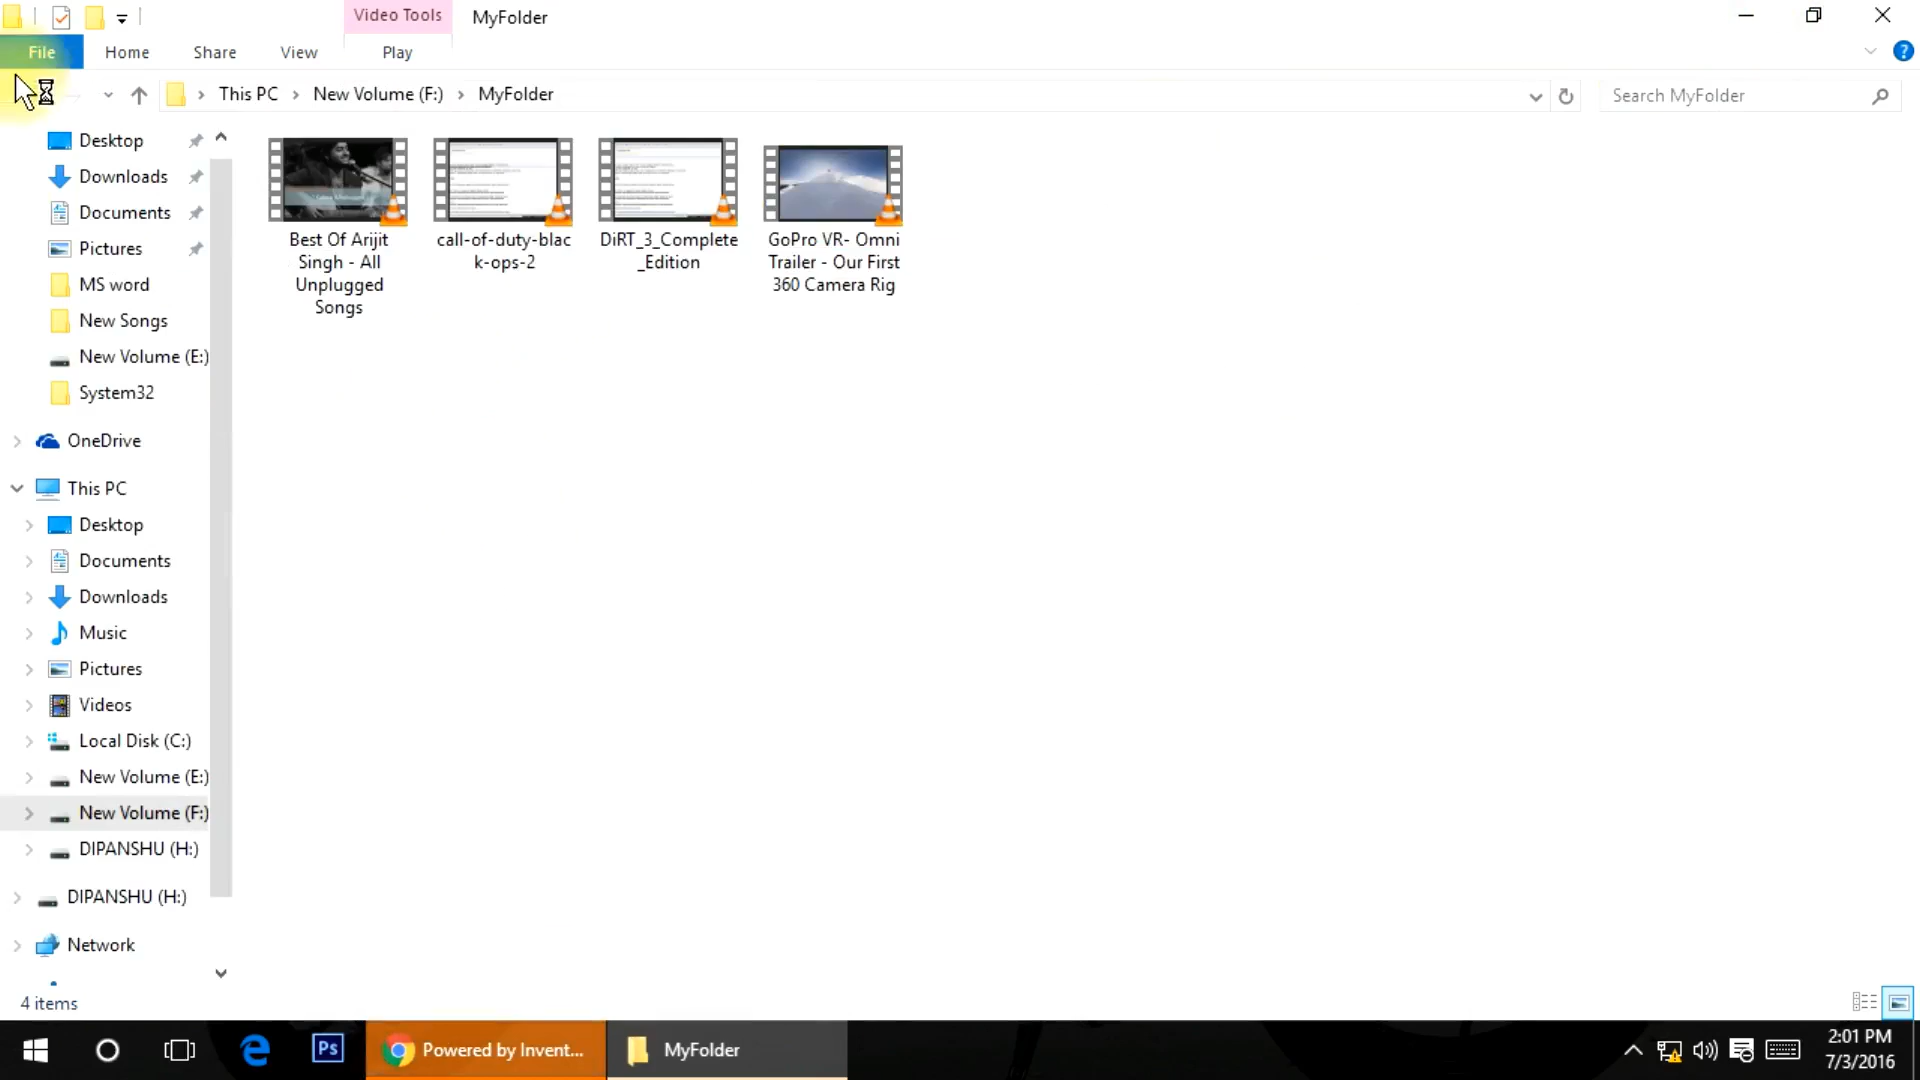 Video Tools
MyFolder
File
Home
Share
View
Play
This PC
New Volume (F:)
MyFolder
Search MyFolder
Desktop
Downloads
Documents
Pictures
MS word
New Songs
New Volume (E:)
System32
OneDrive
This PC
Desktop
Documents
Downloads
Music
Pictures
Videos
Local Disk (C:)
New Volume (E:)
New Volume (F:)
DIPANSHU (H:)
DIPANSHU (H:)
Network
Best Of Arijit
Singh - All
Unplugged
Songs
call-of-duty-blac
k-ops-2
DiRT_3_Complete
_Edition
GoPro VR- Omni
Trailer - Our First
360 Camera Rig
4 items
Ps
Powered by Invent...
MyFolder
2:01 PM
7/3/2016